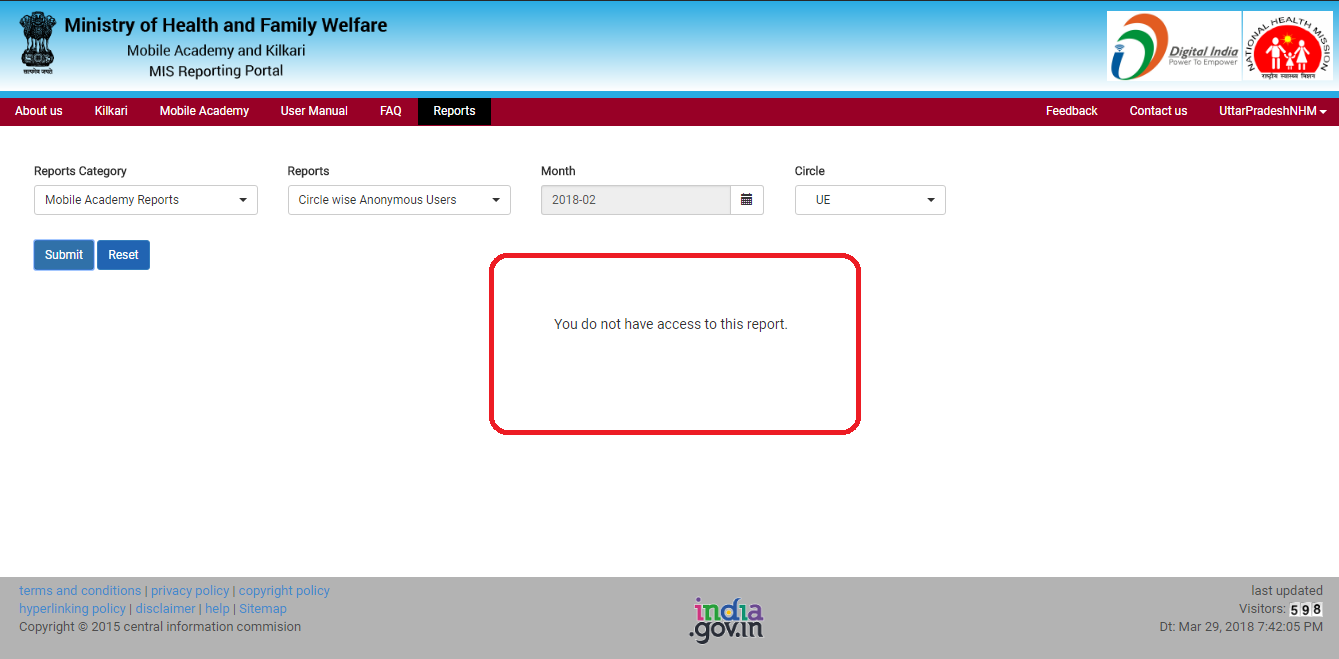 Ministry of Health and Family Welfare
Mobile Academy and Kilkari
MIS Reporting Portal
सत्यमेव जयते
Digital India
Power To Empower
NATIONAL HEALTH MISSION
राष्ट्रीय स्वास्थ्य मिशन
About us Kilkari Mobile Academy User Manual FAQ Reports Feedback Contact us UttarPradeshNHM
Reports Category Reports Month Circle
Mobile Academy Reports Circle wise Anonymous Users 2018-02 UE
Submit Reset
You do not have access to this report.
terms and conditions | privacy policy | copyright policy
hyperlinking policy | disclaimer | help | Sitemap
Copyright © 2015 central information commision
india
.gov.in
last updated
Visitors: 598
Dt: Mar 29, 2018 7:42:05 PM